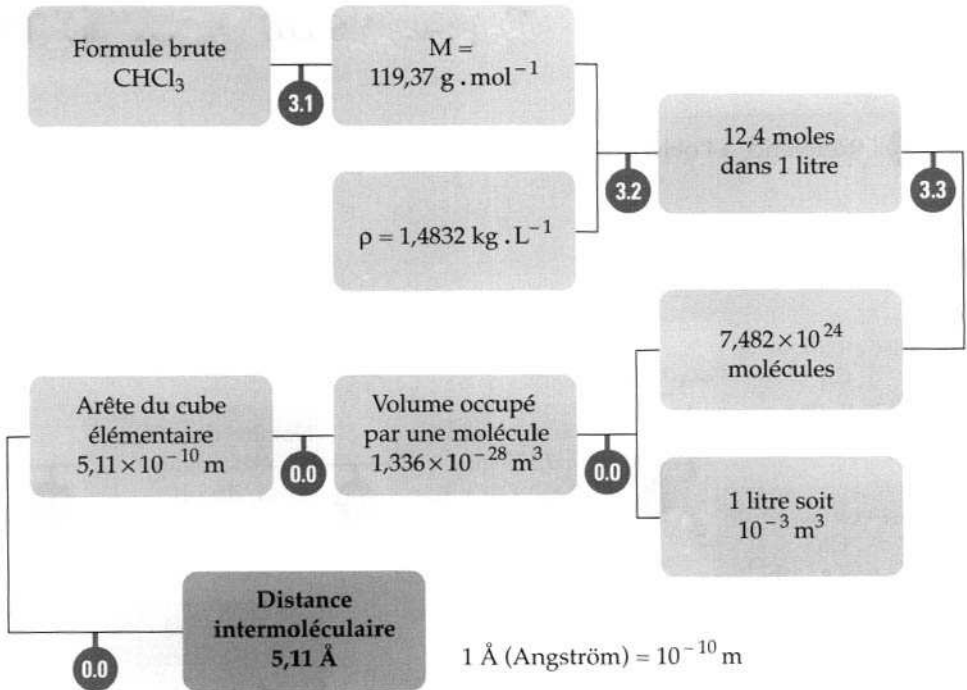 Formule brute
CHCl₃
3.1
M =
119,37 g . mol⁻¹
ρ = 1,4832 kg . L⁻¹
3.2
12,4 moles
dans 1 litre
3.3
7,482 × 10²⁴
molécules
1 litre soit
10⁻³ m³
0.0
Volume occupé
par une molécule
1,336 × 10⁻²⁸ m³
0.0
Arête du cube
élémentaire
5,11 × 10⁻¹⁰ m
0.0
Distance
intermoléculaire
5,11 Å
1 Å (Angström) = 10⁻¹⁰ m